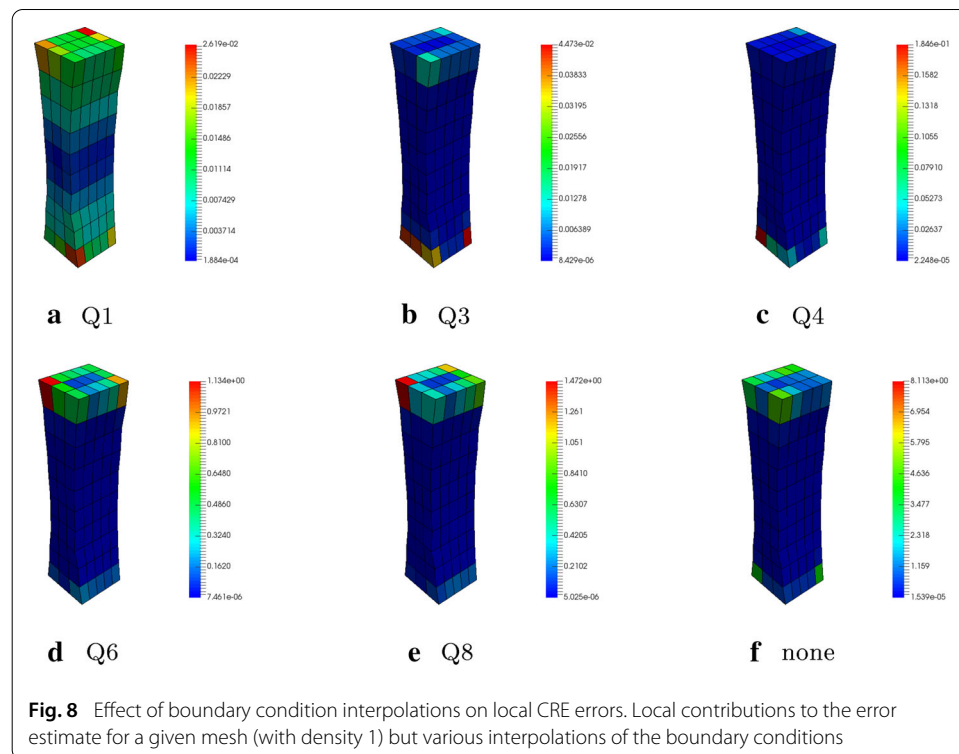 2.619e-02
0.02229
0.01857
0.01486
0.01114
0.007429
0.003714
1.884e-04
a Q1
4.473e-02
0.03833
0.03195
0.02556
0.01917
0.01278
0.006389
8.429e-06
b Q3
1.846e-01
0.1582
0.1318
0.1055
0.07910
0.05273
0.02637
2.248e-05
c Q4
1.134e+00
0.9721
0.8100
0.6480
0.4860
0.3240
0.1620
7.461e-06
d Q6
1.472e+00
1.261
1.051
0.8410
0.6307
0.4205
0.2102
5.025e-06
e Q8
8.113e+00
6.954
5.795
4.636
3.477
2.318
1.159
1.539e-05
f none
Fig. 8 Effect of boundary condition interpolations on local CRE errors. Local contributions to the error
estimate for a given mesh (with density 1) but various interpolations of the boundary conditions